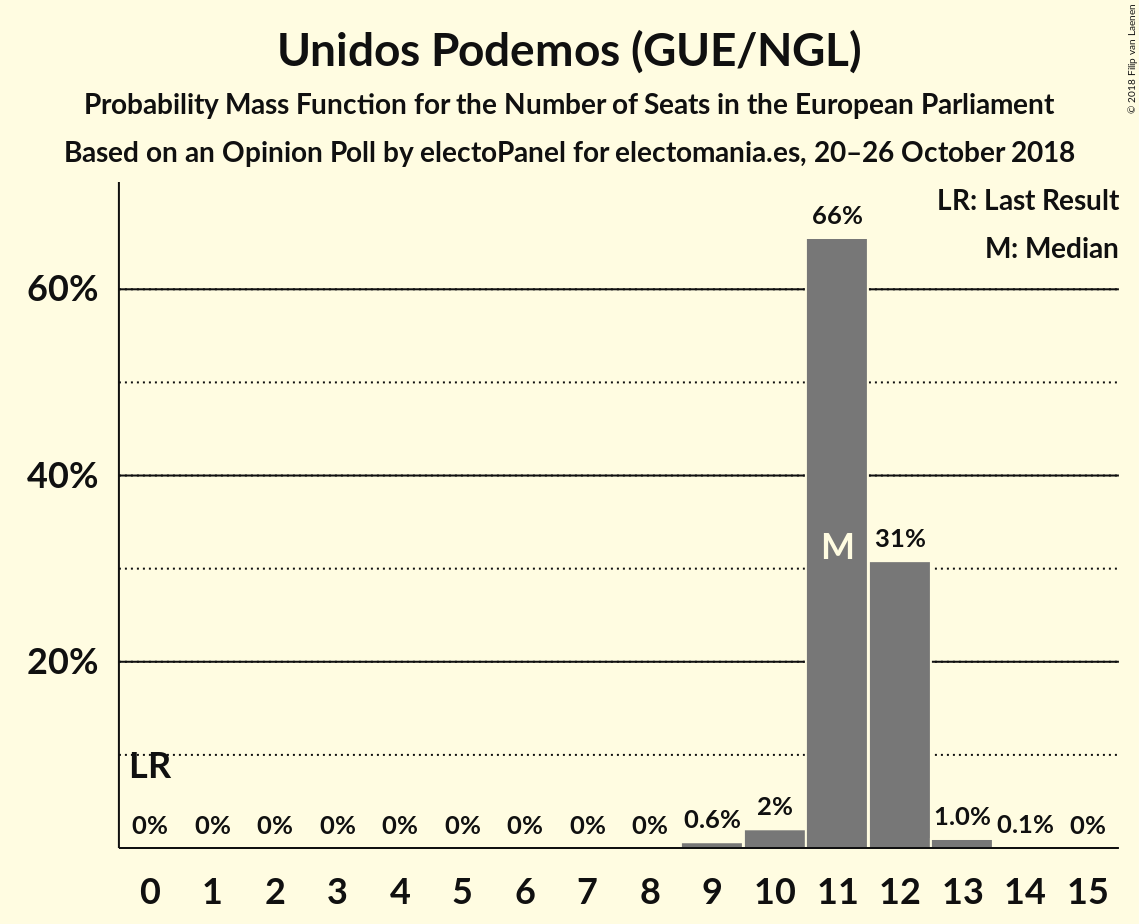 Unidos Podemos (GUE/NGL)
Probability Mass Function for the Number of Seats in the European Parliament
Based on an Opinion Poll by electoPanel for electomania.es, 20–26 October 2018
© 2018 Filip van Laenen
LR: Last Result
M: Median
66%
60%
40%
M
31%
20%
LR
0% 0% 0% 0% 0% 0% 0% 0% 0% 0.6% 2% 1.0% 0.1% 0%
0 1 2 3 4 5 6 7 8 9 10 11 12 13 14 15